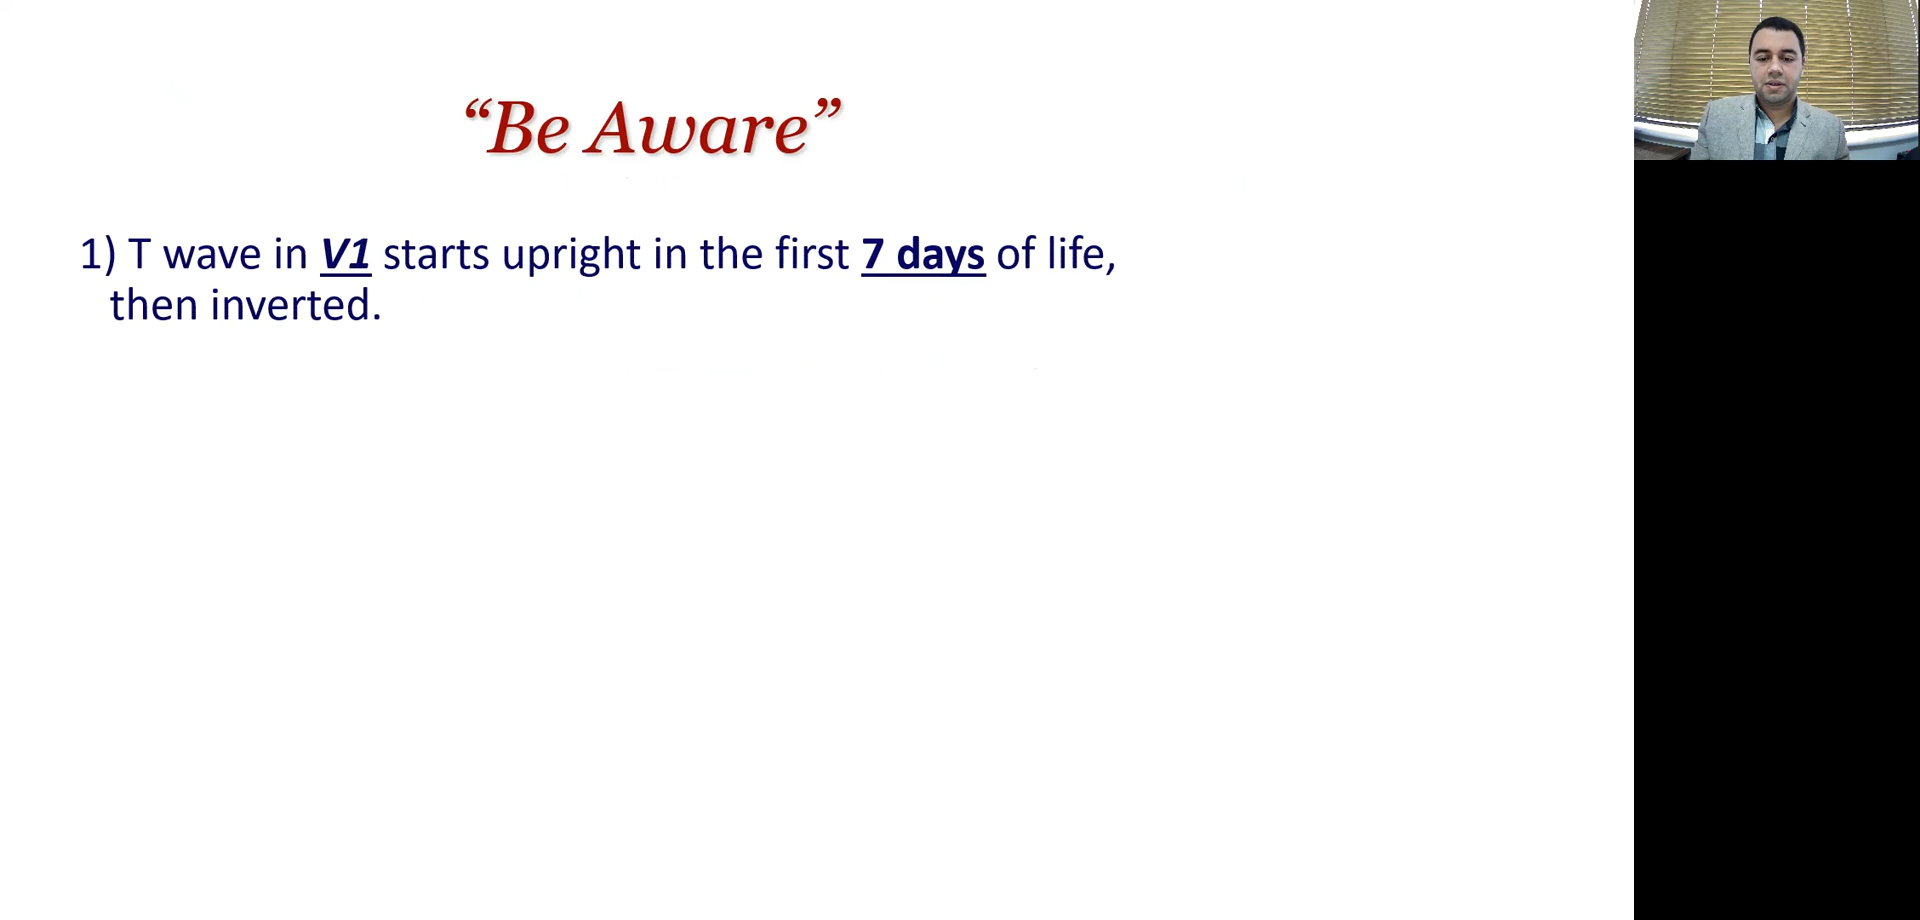 “Be Aware”
1) T wave in V1 starts upright in the first 7 days of life,
then inverted.